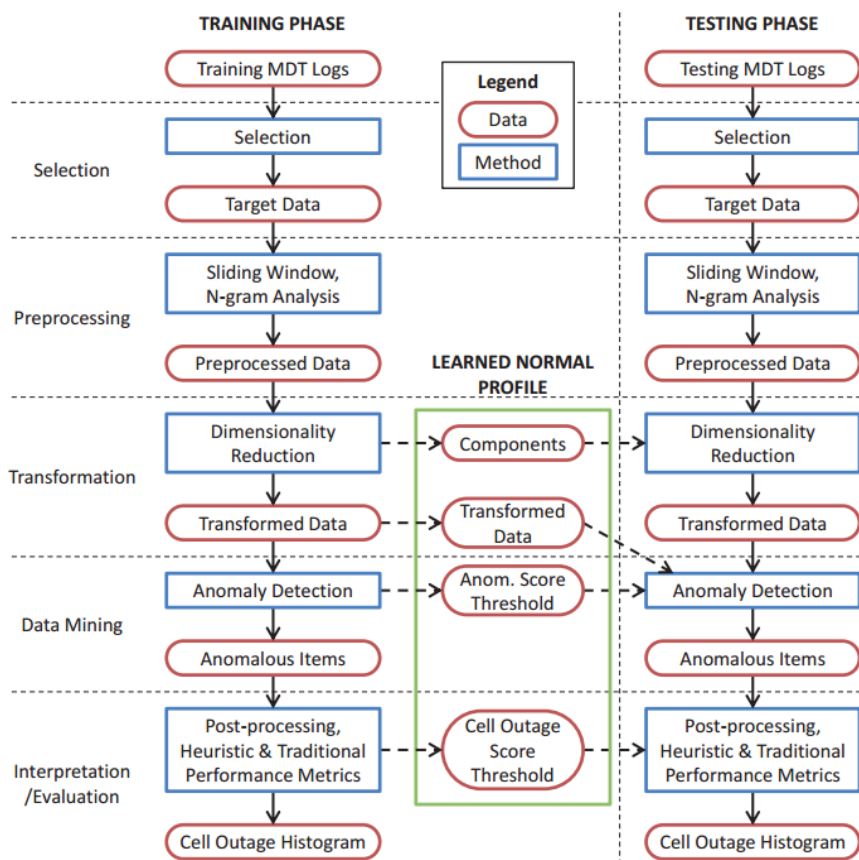 TRAINING PHASE
TESTING PHASE
Training MDT Logs
Legend
Data
Method
Testing MDT Logs
Selection
Selection
Selection
Target Data
Target Data
Preprocessing
Sliding Window,
N-gram Analysis
Sliding Window,
N-gram Analysis
Preprocessed Data
Preprocessed Data
LEARNED NORMAL
PROFILE
Transformation
Dimensionality
Reduction
Components
Dimensionality
Reduction
Transformed Data
Transformed
Data
Transformed Data
Data Mining
Anomaly Detection
Anom. Score
Threshold
Anomaly Detection
Anomalous Items
Anomalous Items
Interpretation
/Evaluation
Post-processing,
Heuristic & Traditional
Performance Metrics
Cell Outage
Score
Threshold
Post-processing,
Heuristic & Traditional
Performance Metrics
Cell Outage Histogram
Cell Outage Histogram